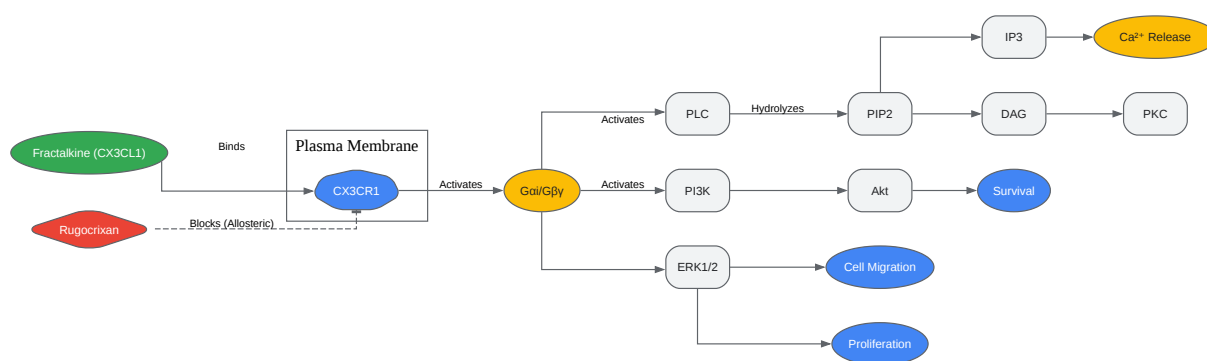 IP3
Ca²⁺ Release
PLC
Hydrolyzes
PIP2
DAG
PKC
Activates
Fractalkine (CX3CL1)
Binds
Plasma Membrane
CX3CR1
Activates
Gαi/Gβγ
Activates
PI3K
Akt
Survival
Rugocrixan
Blocks (Allosteric)
ERK1/2
Cell Migration
Proliferation